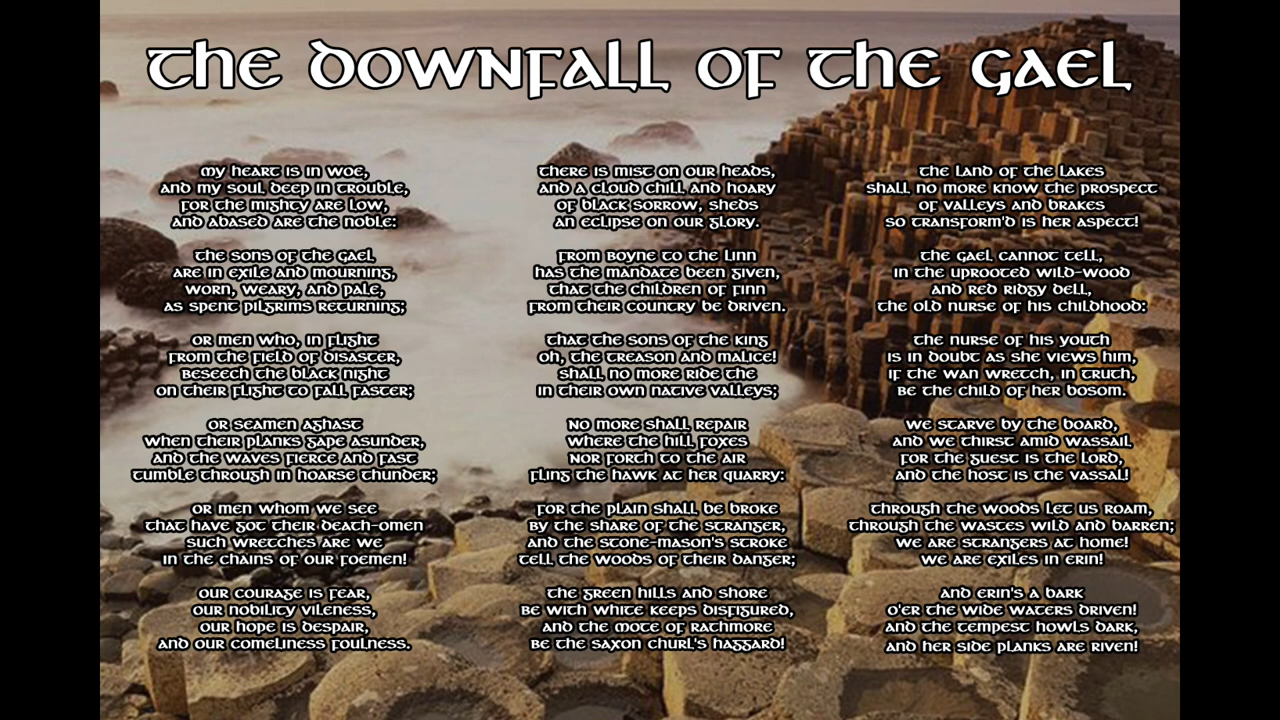 The Downfall of the Gael
My heart is in woe,
And my soul deep in trouble,
For the mighty are low,
And abased are the noble:
The Sons of the Gael
Are in exile and mourning,
Worn, weary, and pale,
As spent pilgrims returning;
Or men who, in flight
From the field of disaster,
Beseech the black night
On their flight to fall faster;
Or seamen aghast
When their planks gape asunder,
And the waves fierce and fast
Tumble through in hoarse thunder;
Or men whom we see
That have got their death-omen
Such wretches are we
In the chains of our foemen!
Our courage is fear,
Our nobility vileness,
Our hope is despair,
And our comeliness foulness.
There is mist on our heads,
And a cloud chill and hoary
Of black sorrow, sheds
An eclipse on our glory.
From Boyne to the Linn
Has the mandate been given,
That the children of Finn
From their country be driven.
That the sons of the king
Oh, the treason and malice!
Shall no more ride the
In their own native valleys;
No more shall repair
Where the hill foxes
Nor forth to the air
Fling the hawk at her quarry:
For the plain shall be broke
By the share of the stranger,
And the stone-mason's stroke
Tell the woods of their danger;
The green hills and shore
Be with white keeps disfigured,
And the Mote of Rathmore
Be the Saxon churl's haggard!
The land of the lakes
Shall no more know the prospect
Of valleys and brakes
So transform'd is her aspect!
The Gael cannot tell,
In the uprooted wild-wood
And red ridgy dell,
The old nurse of his childhood:
The nurse of his youth
Is in doubt as she views him,
If the wan wretch, in truth,
Be the child of her bosom.
We starve by the board,
And we thirst amid wassail
For the guest is the lord,
And the host is the vassal!
Through the woods let us roam,
Through the wastes wild and barren;
We are strangers at home!
We are exiles in Erin!
And Erin's a bark
O'er the wide waters driven!
And the tempest howls dark,
And her side planks are riven!